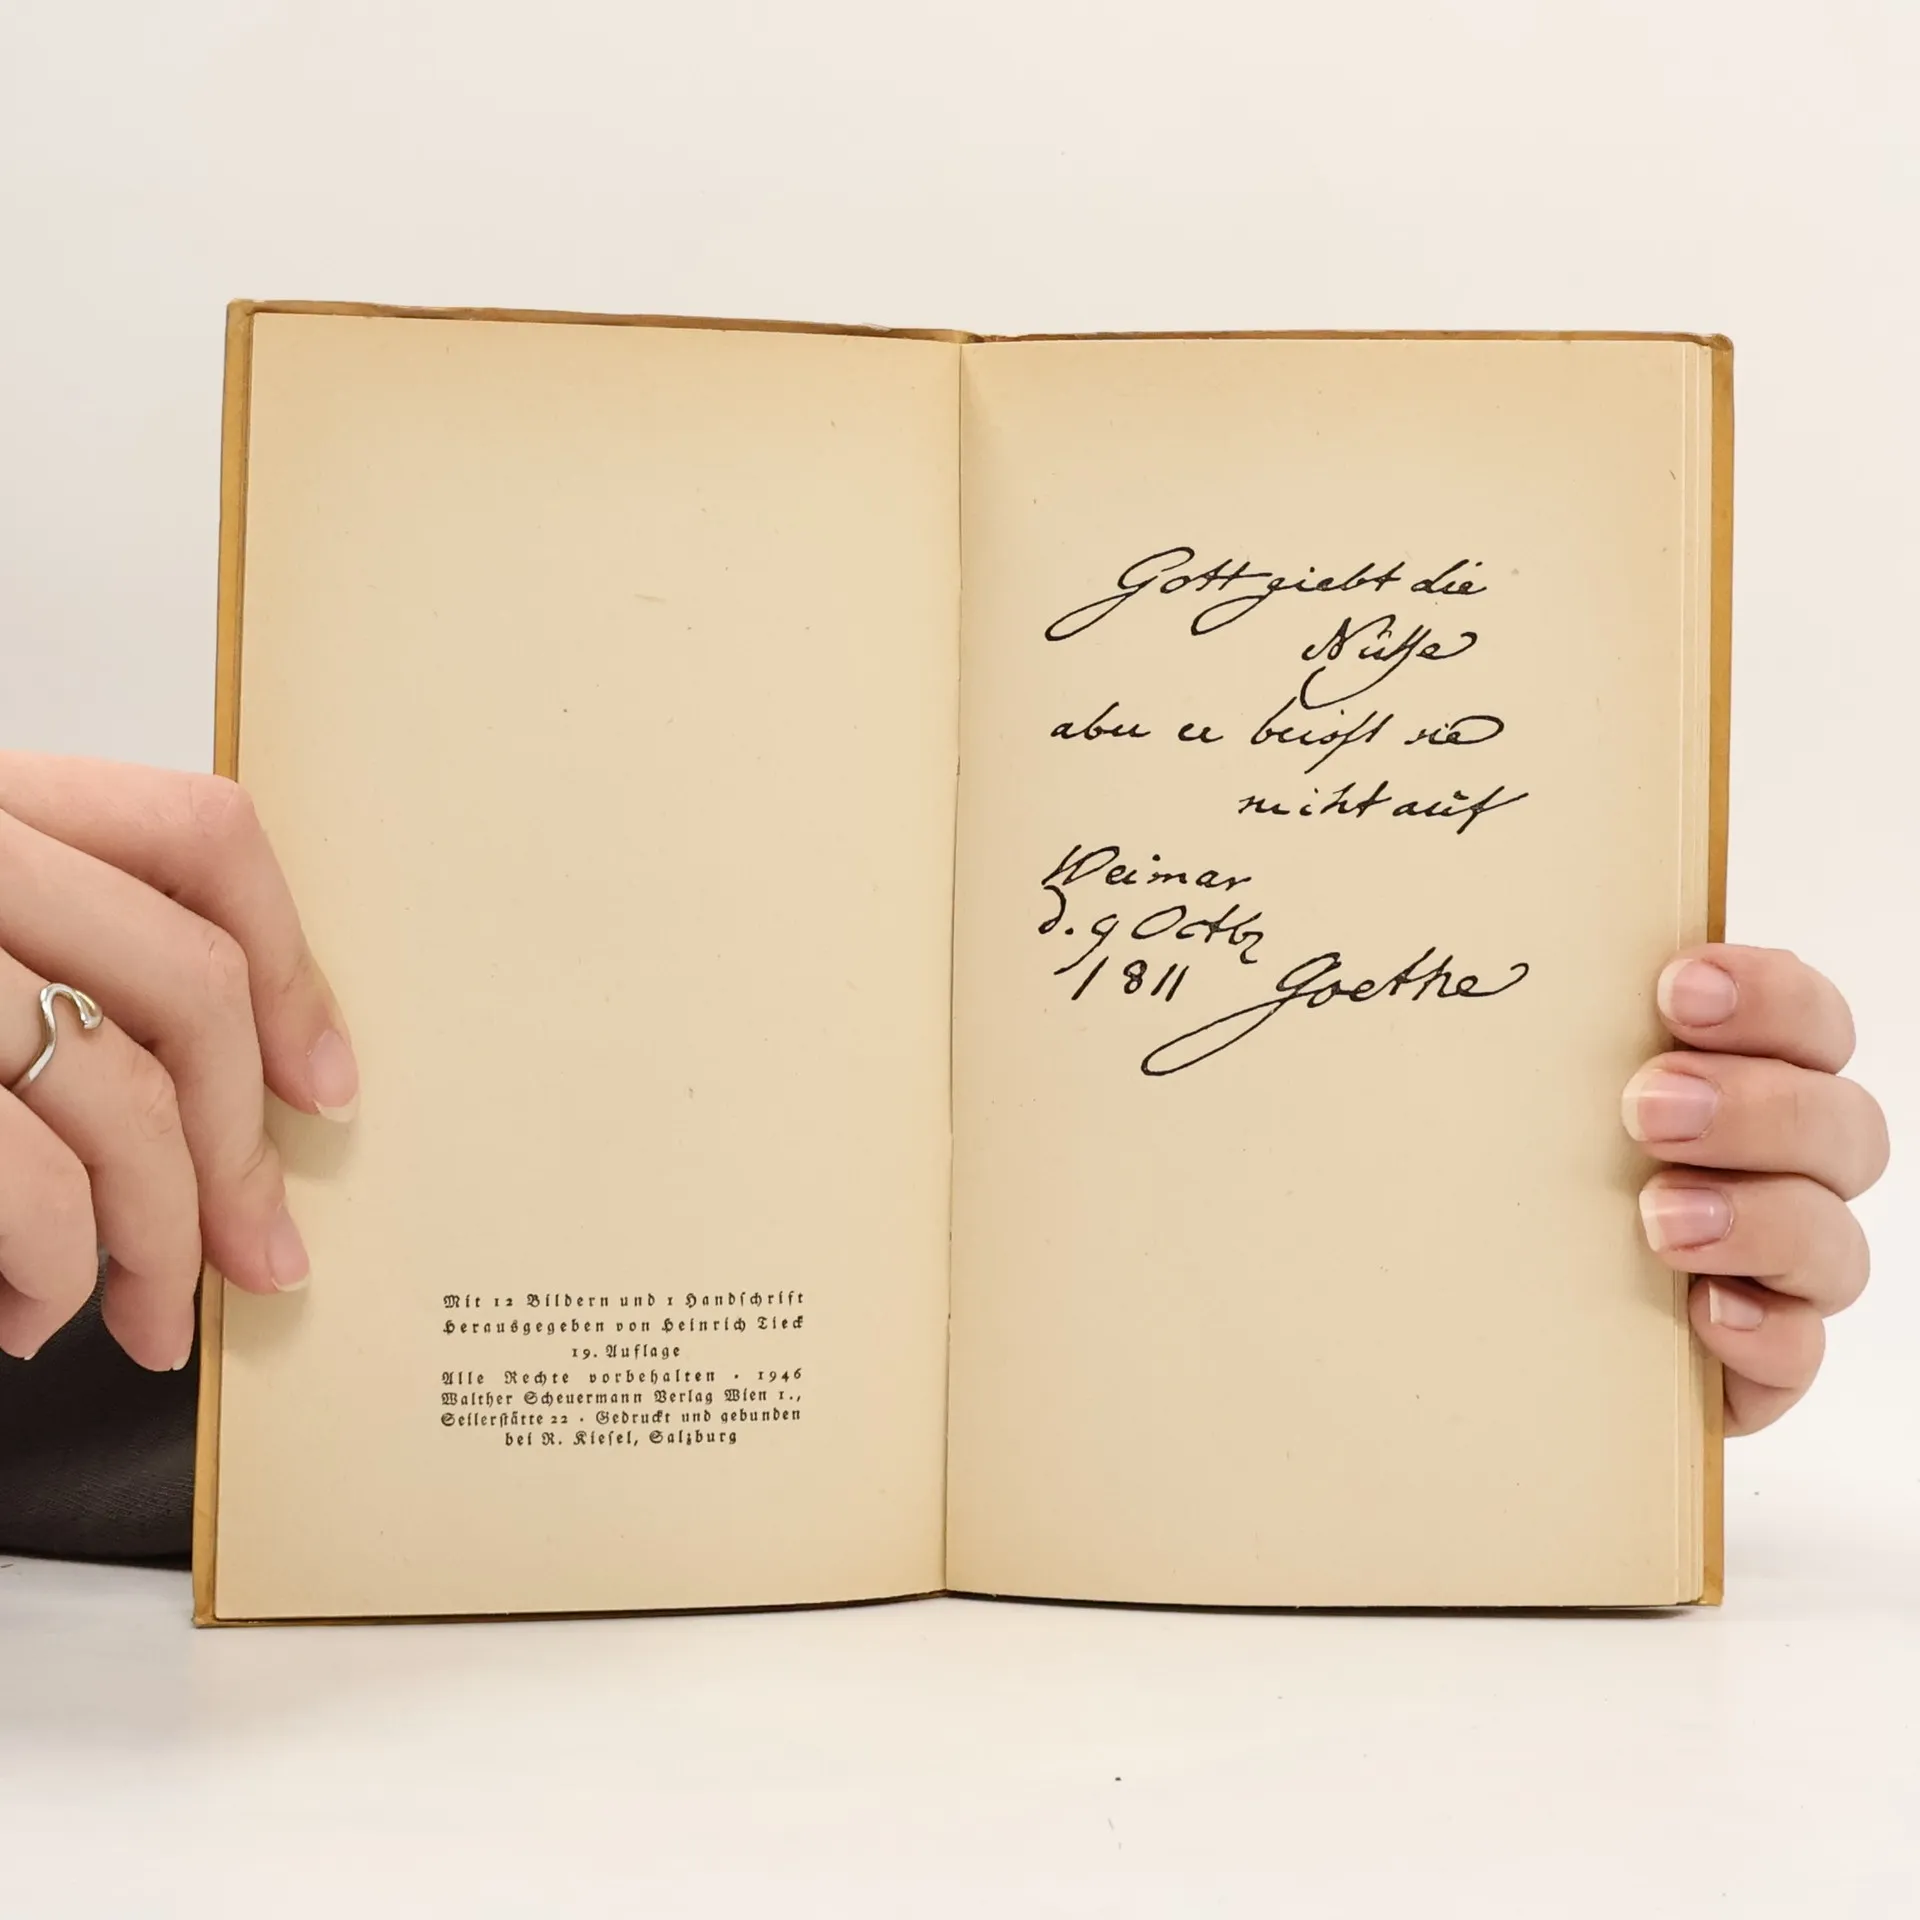 Mit 12 Bildern und 1 Handſchrift
Herausgegeben von Heinrich Tieck
19. Auflage
Alle Rechte vorbehalten · 1946
Walther Scheuermann Verlag Wien 1.,
Seilerſtätte 22 · Gedruckt und gebunden
bei R. Kieſel, Salzburg
Gott giebt die
Nüſſe
aber er beiſſt sie
nicht auf
Weimar
d. 9 Octbr
1811 Goethe